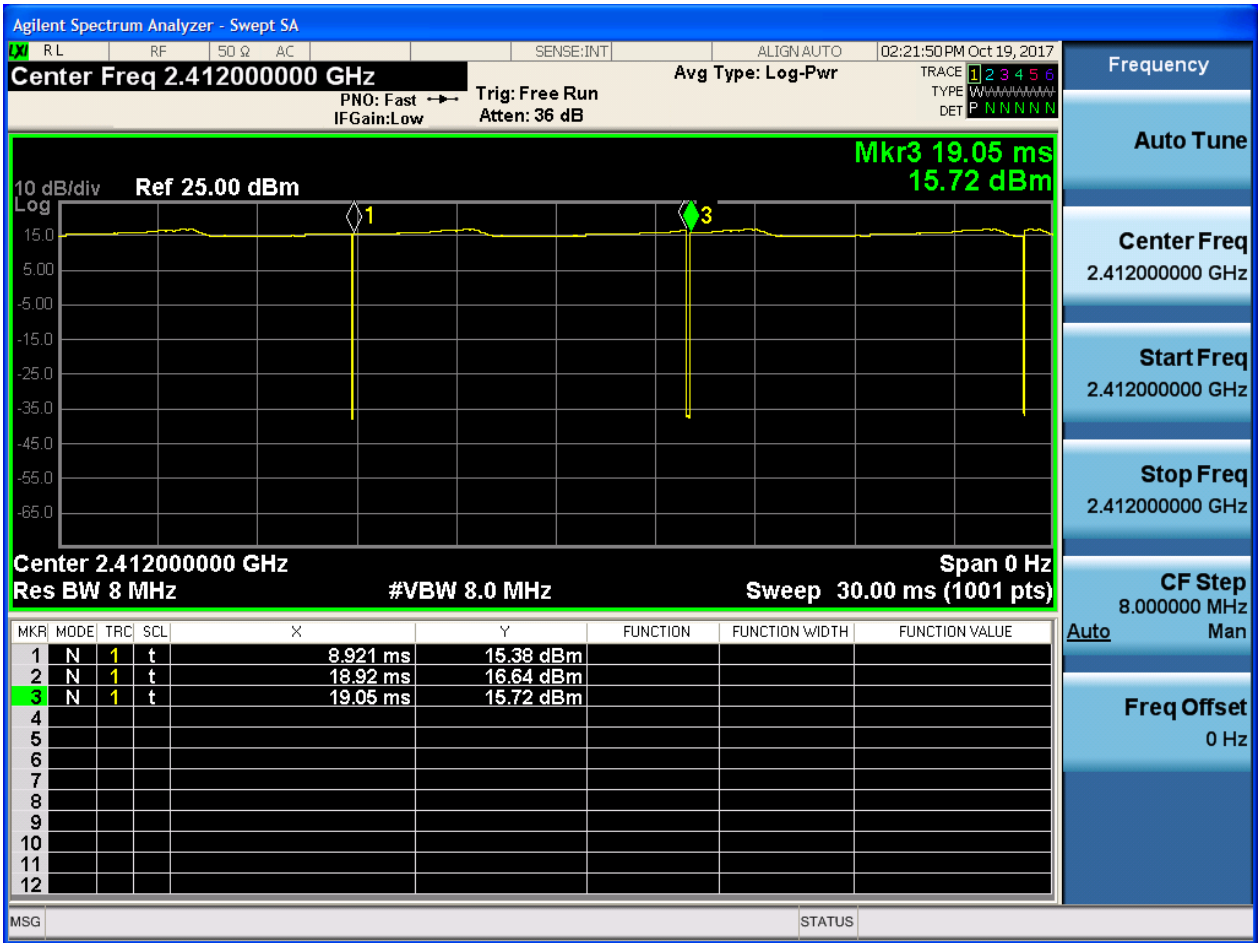 Agilent Spectrum Analyzer - Swept SA
LXI RL RF 50 Ω AC SENSE:INT ALIGN AUTO 02:21:50 PM Oct 19, 2017
Center Freq 2.412000000 GHz
PNO: Fast
IFGain:Low
Trig: Free Run
Atten: 36 dB
Avg Type: Log-Pwr
TRACE 1 2 3 4 5 6
TYPE WWWWWW
DET P N N N N N
Mkr3 19.05 ms
15.72 dBm
10 dB/div Ref 25.00 dBm
Log
1
3
15.0
5.00
-5.00
-15.0
-25.0
-35.0
-45.0
-55.0
-65.0
Center 2.412000000 GHz Span 0 Hz
Res BW 8 MHz #VBW 8.0 MHz Sweep 30.00 ms (1001 pts)
MKR MODE TRC SCL X Y FUNCTION FUNCTION WIDTH FUNCTION VALUE
1 N 1 t 8.921 ms 15.38 dBm
2 N 1 t 18.92 ms 16.64 dBm
3 N 1 t 19.05 ms 15.72 dBm
4
5
6
7
8
9
10
11
12
MSG STATUS
Frequency
Auto Tune
Center Freq
2.412000000 GHz
Start Freq
2.412000000 GHz
Stop Freq
2.412000000 GHz
CF Step
8.000000 MHz
Auto Man
Freq Offset
0 Hz